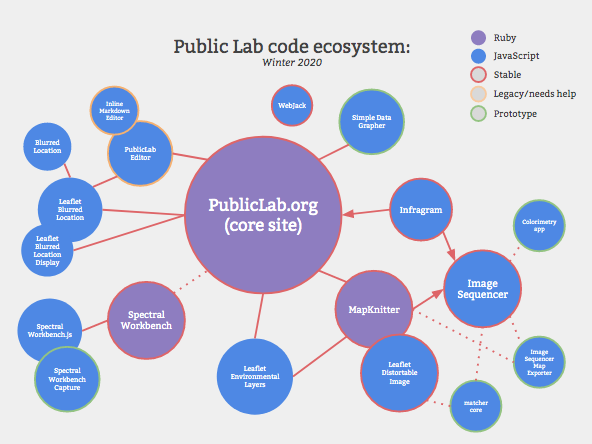 Public Lab code ecosystem:
Winter 2020
Ruby
JavaScript
Stable
Legacy/needs help
Prototype
Inline
Markdown
Editor
WebJack
Simple Data
Grapher
Blurred
Location
PublicLab
Editor
PublicLab.org
(core site)
Leaflet
Blurred
Location
Infragram
Colorimetry
app
Leaflet
Blurred
Location
Display
Image
Sequencer
Spectral
Workbench
MapKnitter
Spectral
Workbench.js
Image
Sequencer
Map
Exporter
Leaflet
Environmental
Layers
Leaflet
Distortable
Image
Spectral
Workbench
Capture
matcher
core